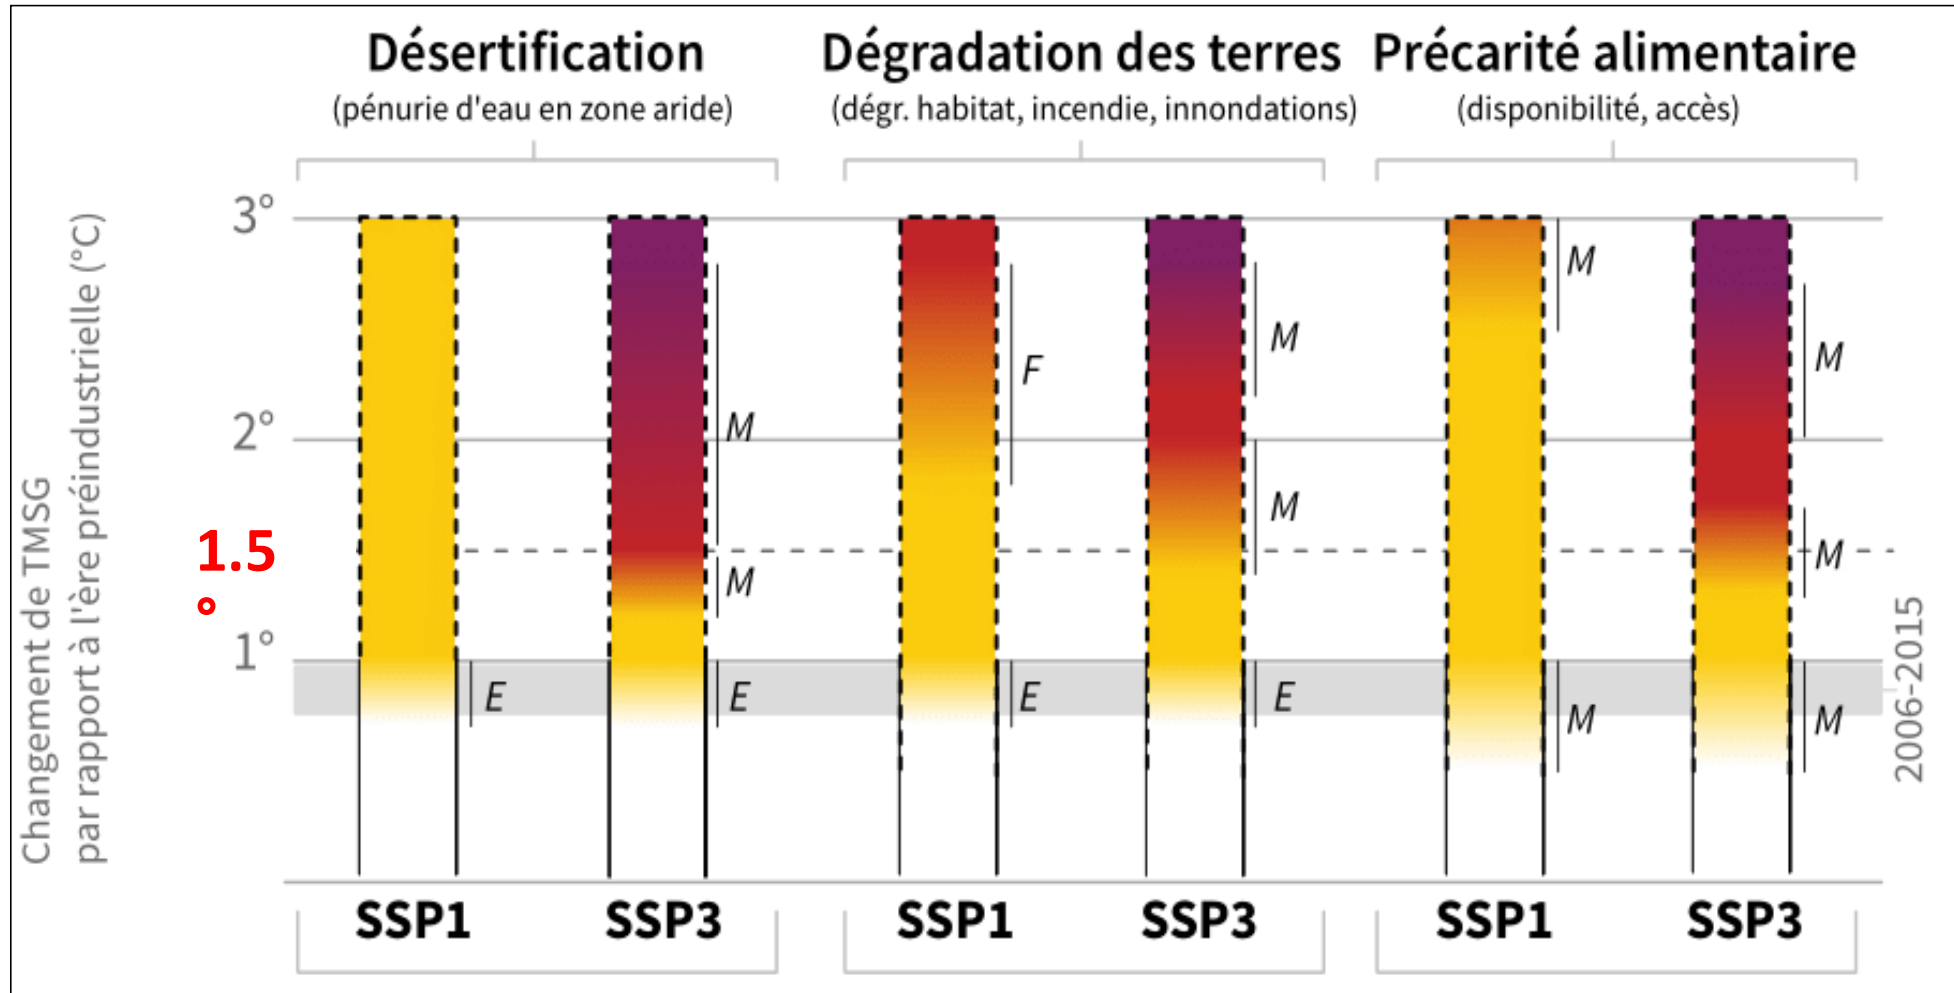 Désertification
(pénurie d'eau en zone aride)
Dégradation des terres
(dégr. habitat, incendie, innondations)
Précarité alimentaire
(disponibilité, accès)
Changement de TMSG
par rapport à l'ère préindustrielle (°C)
3°
2°
1.5
°
1°
M
M
E
E
F
E
M
M
E
M
M
M
M
M
2006-2015
SSP1
SSP3
SSP1
SSP3
SSP1
SSP3